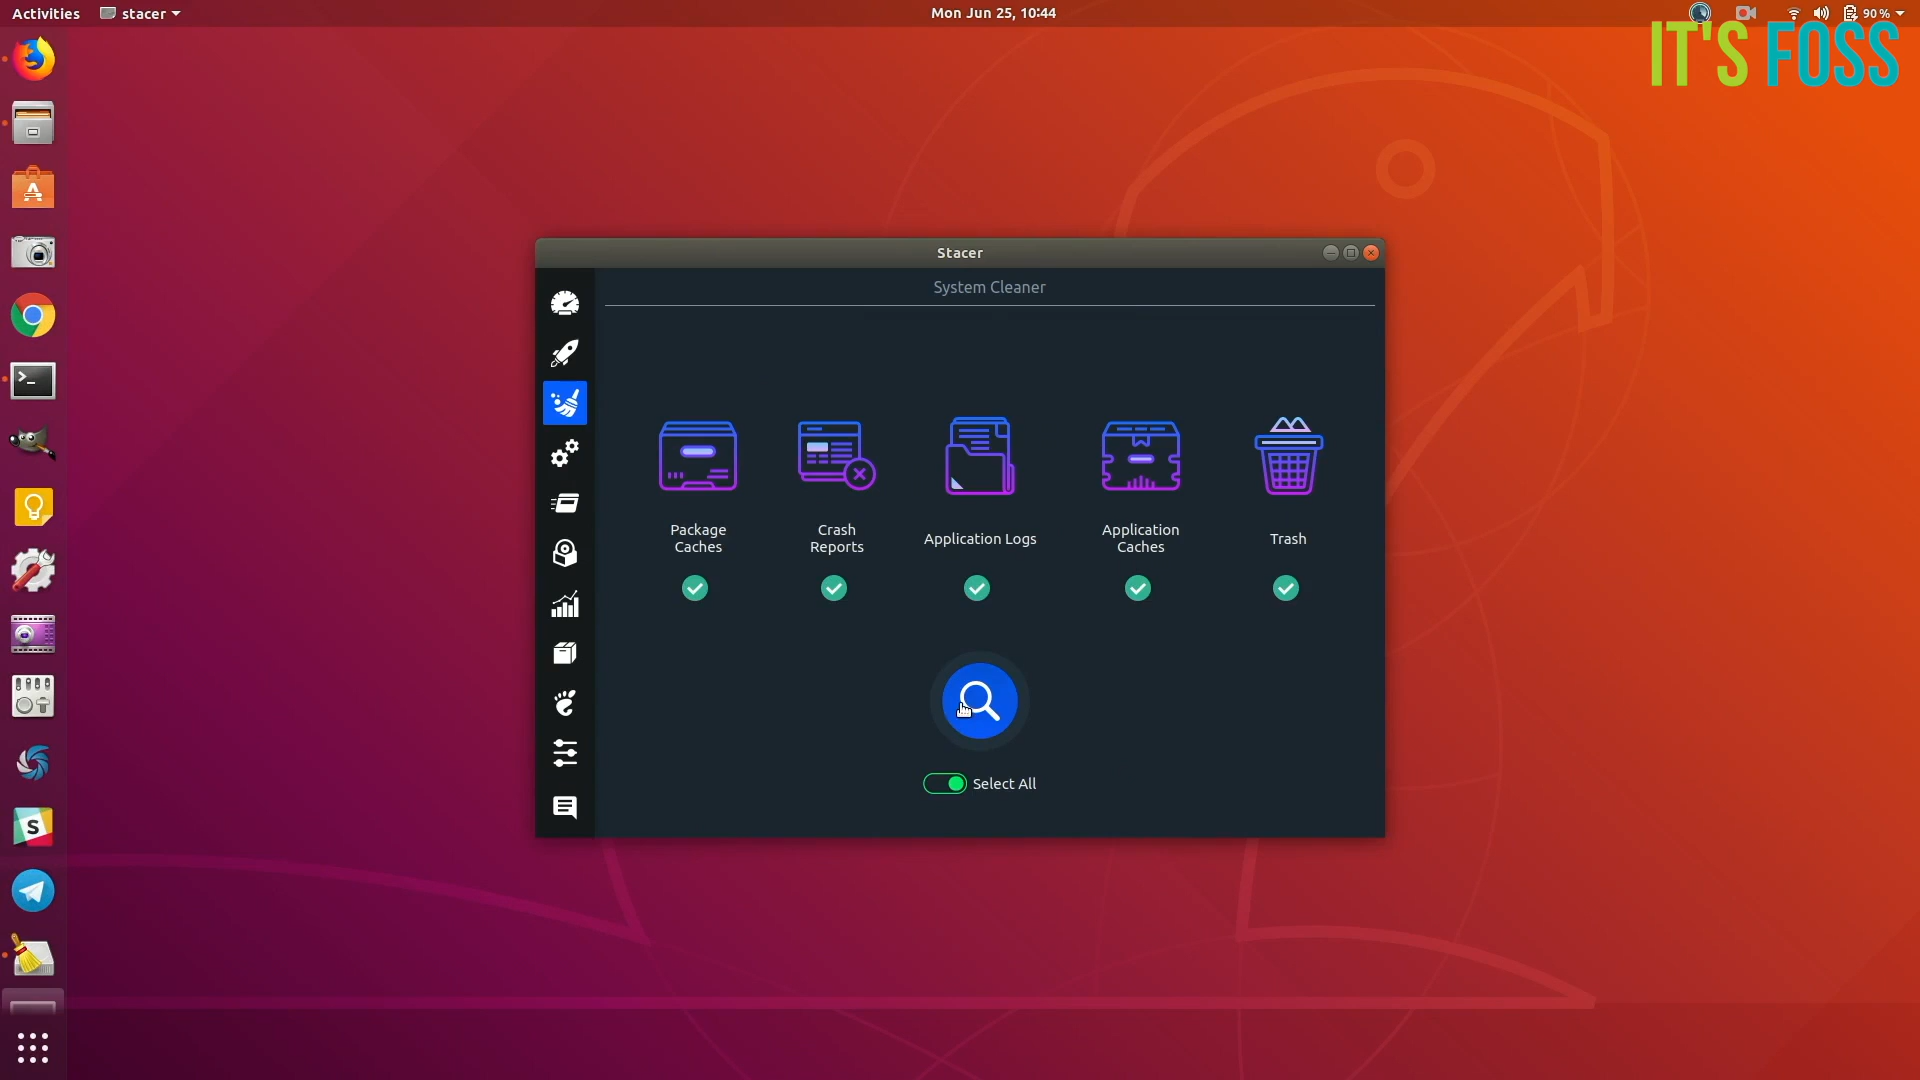 Activities
stacer
Mon Jun 25, 10:44
90 %
IT'S FOSS
Stacer
System Cleaner
Package
Caches
Crash
Reports
Application Logs
Application
Caches
Trash
Select All